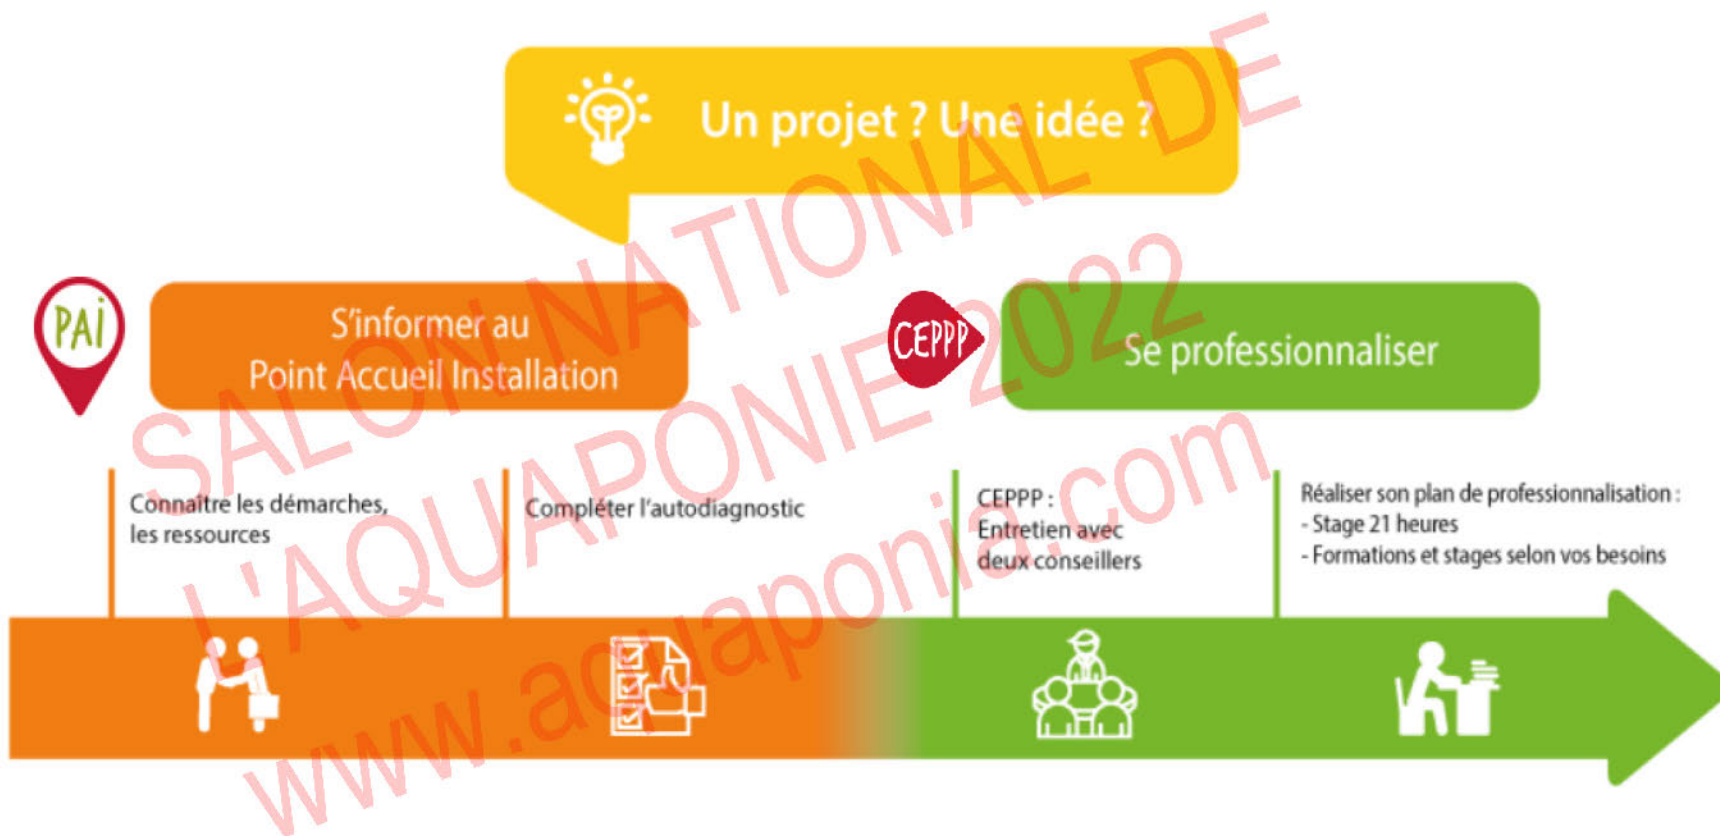 Un projet ? Une idée ?
PAi
S'informer au
Point Accueil Installation
CEPPP
Se professionnaliser
Connaître les démarches,
les ressources
Compléter l'autodiagnostic
CEPPP :
Entretien avec
deux conseillers
Réaliser son plan de professionnalisation :
- Stage 21 heures
- Formations et stages selon vos besoins
SALON NATIONAL DE
L'AQUAPONIE 2022
www.aquaponia.com